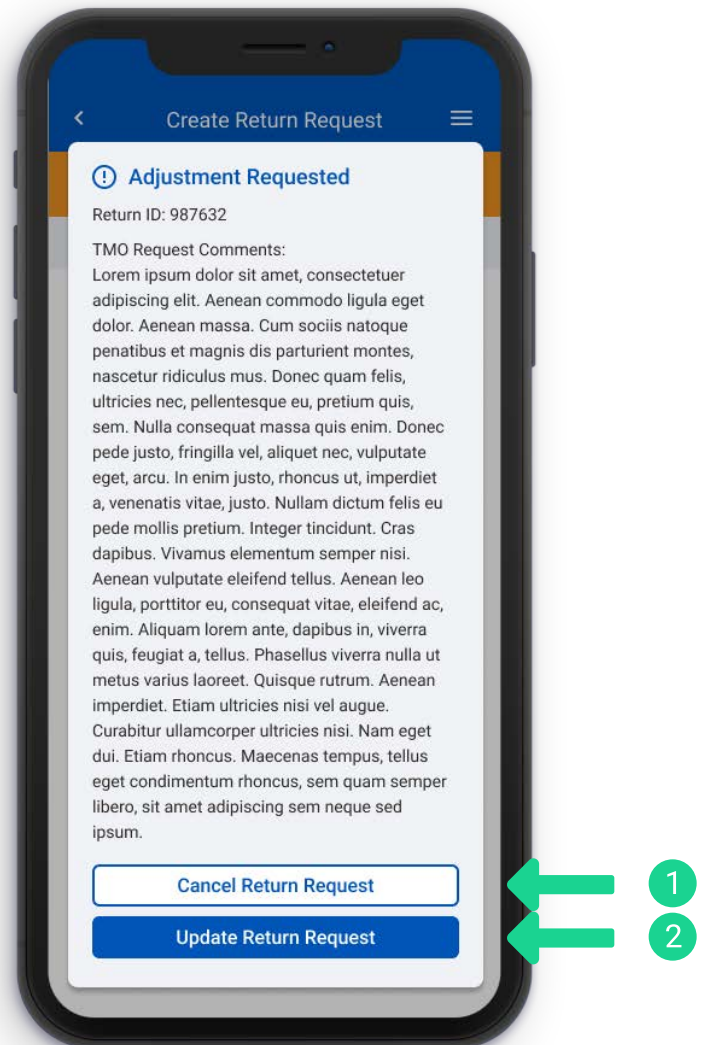 Create Return Request
Adjustment Requested
Return ID: 987632
TMO Request Comments:
Lorem ipsum dolor sit amet, consectetuer
adipiscing elit. Aenean commodo ligula eget
dolor. Aenean massa. Cum sociis natoque
penatibus et magnis dis parturient montes,
nascetur ridiculus mus. Donec quam felis,
ultricies nec, pellentesque eu, pretium quis,
sem. Nulla consequat massa quis enim. Donec
pede justo, fringilla vel, aliquet nec, vulputate
eget, arcu. In enim justo, rhoncus ut, imperdiet
a, venenatis vitae, justo. Nullam dictum felis eu
pede mollis pretium. Integer tincidunt. Cras
dapibus. Vivamus elementum semper nisi.
Aenean vulputate eleifend tellus. Aenean leo
ligula, porttitor eu, consequat vitae, eleifend ac,
enim. Aliquam lorem ante, dapibus in, viverra
quis, feugiat a, tellus. Phasellus viverra nulla ut
metus varius laoreet. Quisque rutrum. Aenean
imperdiet. Etiam ultricies nisi vel augue.
Curabitur ullamcorper ultricies nisi. Nam eget
dui. Etiam rhoncus. Maecenas tempus, tellus
eget condimentum rhoncus, sem quam semper
libero, sit amet adipiscing sem neque sed
ipsum.
Cancel Return Request
1
Update Return Request
2